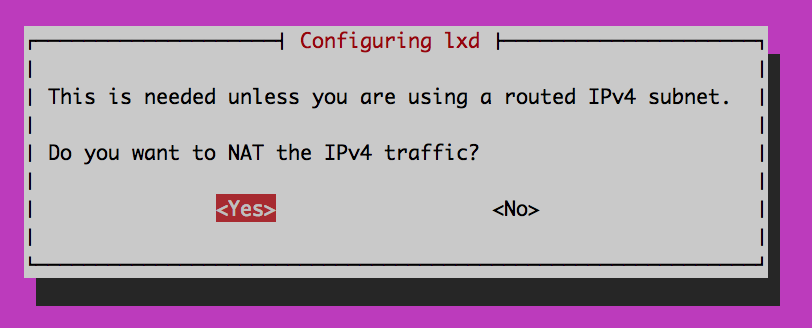 Configuring lxd
This is needed unless you are using a routed IPv4 subnet.
Do you want to NAT the IPv4 traffic?
<Yes> <No>